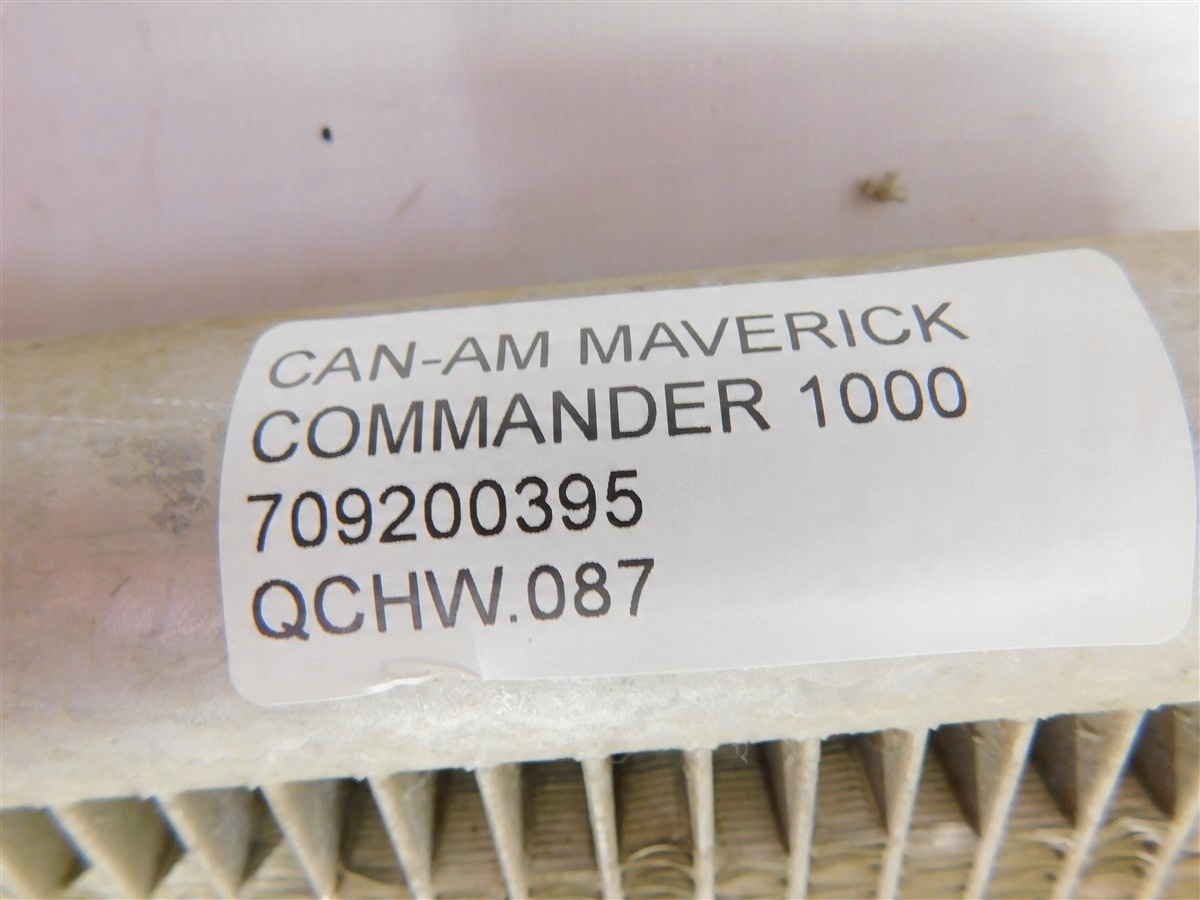 CAN-AM MAVERICK
COMMANDER 1000
709200395
QCHW.087